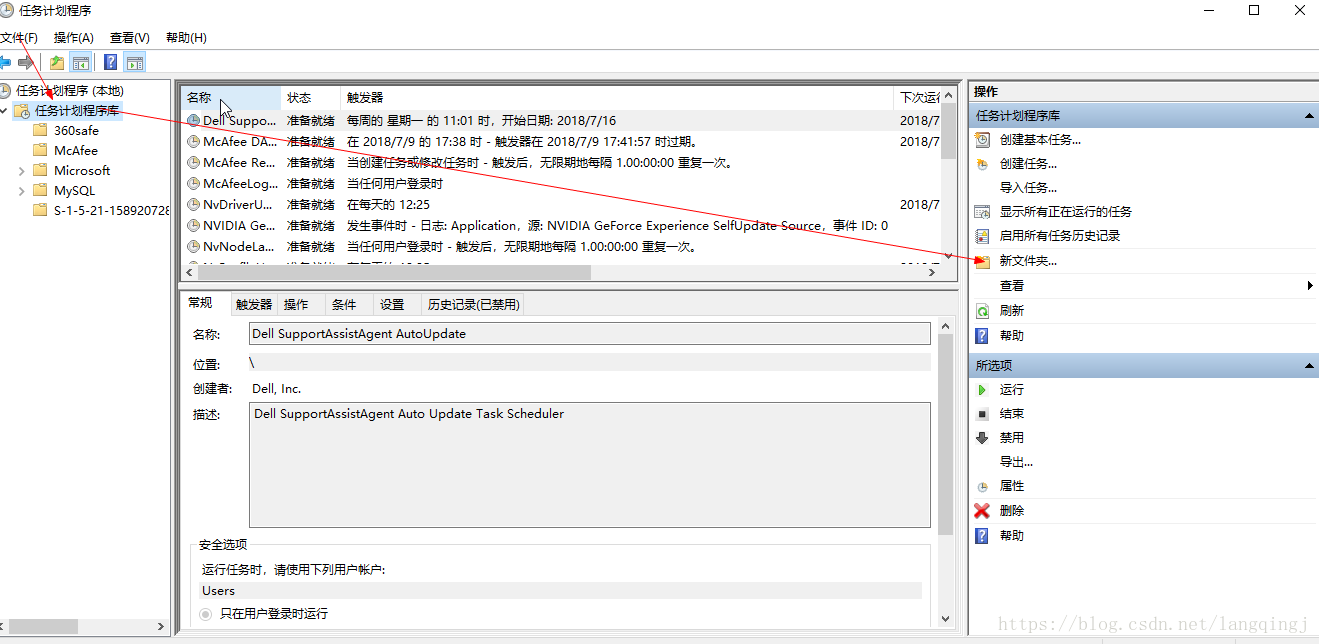 任务计划程序
文件(F) 操作(A) 查看(V) 帮助(H)
任务计划程序 (本地)
任务计划程序库
360safe
McAfee
Microsoft
MySQL
S-1-5-21-158920728
名称 状态 触发器 下次运行
Dell Suppo... 准备就绪 每周的 星期一 的 11:01 时，开始日期: 2018/7/16 2018/7
McAfee DA... 准备就绪 在 2018/7/9 的 17:38 时 - 触发器在 2018/7/9 17:41:57 时过期。 2018/7
McAfee Re... 准备就绪 当创建任务或修改任务时 - 触发后，无限期地每隔 1.00:00:00 重复一次。
McAfeeLog... 准备就绪 当任何用户登录时
NvDriverU... 准备就绪 在每天的 12:25 2018/7
NVIDIA Ge... 准备就绪 发生事件时 - 日志: Application，源: NVIDIA GeForce Experience SelfUpdate Source，事件 ID: 0
NvNodeLa... 准备就绪 当任何用户登录时 - 触发后，无限期地每隔 1.00:00:00 重复一次。
常规 触发器 操作 条件 设置 历史记录(已禁用)
名称: Dell SupportAssistAgent AutoUpdate
位置: \
创建者: Dell, Inc.
描述: Dell SupportAssistAgent Auto Update Task Scheduler
安全选项
运行任务时，请使用下列用户帐户:
Users
只在用户登录时运行
操作
任务计划程序库
创建基本任务...
创建任务...
导入任务...
显示所有正在运行的任务
启用所有任务历史记录
新文件夹...
查看
刷新
帮助
所选项
运行
结束
禁用
导出...
属性
删除
帮助
https://blog.csdn.net/langqingj